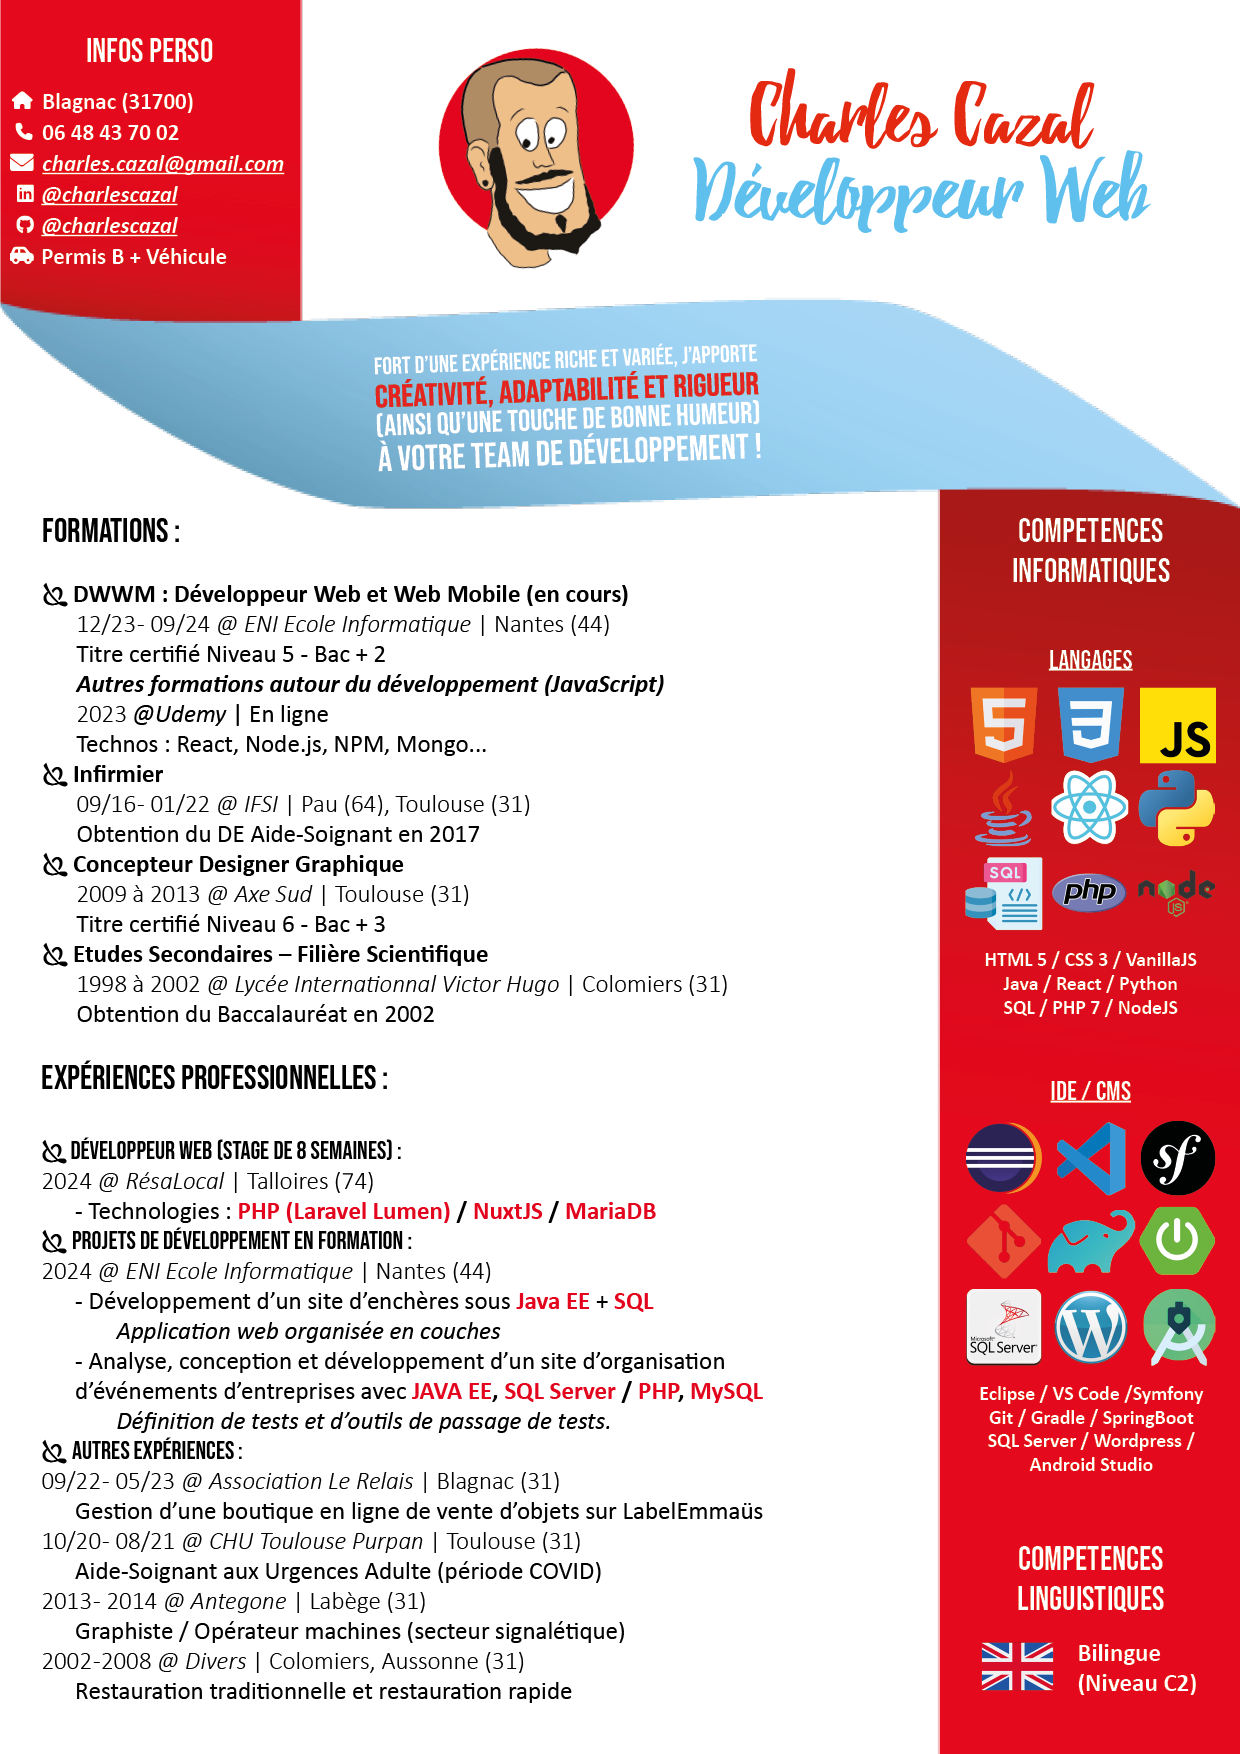 INFOS PERSO
Blagnac (31700)
06 48 43 70 02
charles.cazal@gmail.com
@charlescazal
@charlescazal
Permis B + Véhicule
Charles Cazal
Développeur Web
FORT D'UNE EXPÉRIENCE RICHE ET VARIÉE, J'APPORTE
CRÉATIVITÉ, ADAPTABILITÉ ET RIGUEUR
(AINSI QU'UNE TOUCHE DE BONNE HUMEUR)
À VOTRE TEAM DE DÉVELOPPEMENT !
FORMATIONS :
DWWM : Développeur Web et Web Mobile (en cours)
12/23- 09/24 @ ENI Ecole Informatique | Nantes (44)
Titre certifié Niveau 5 - Bac + 2
Autres formations autour du développement (JavaScript)
2023 @Udemy | En ligne
Technos : React, Node.js, NPM, Mongo...
Infirmier
09/16- 01/22 @ IFSI | Pau (64), Toulouse (31)
Obtention du DE Aide-Soignant en 2017
Concepteur Designer Graphique
2009 à 2013 @ Axe Sud | Toulouse (31)
Titre certifié Niveau 6 - Bac + 3
Etudes Secondaires – Filière Scientifique
1998 à 2002 @ Lycée Internationnal Victor Hugo | Colomiers (31)
Obtention du Baccalauréat en 2002
EXPÉRIENCES PROFESSIONNELLES :
DÉVELOPPEUR WEB (STAGE DE 8 SEMAINES) :
2024 @ RésaLocal | Talloires (74)
- Technologies : PHP (Laravel Lumen) / NuxtJS / MariaDB
PROJETS DE DÉVELOPPEMENT EN FORMATION :
2024 @ ENI Ecole Informatique | Nantes (44)
- Développement d'un site d'enchères sous Java EE + SQL
Application web organisée en couches
- Analyse, conception et développement d'un site d'organisation
d'événements d'entreprises avec JAVA EE, SQL Server / PHP, MySQL
Définition de tests et d'outils de passage de tests.
AUTRES EXPÉRIENCES :
09/22- 05/23 @ Association Le Relais | Blagnac (31)
Gestion d'une boutique en ligne de vente d'objets sur LabelEmmaüs
10/20- 08/21 @ CHU Toulouse Purpan | Toulouse (31)
Aide-Soignant aux Urgences Adulte (période COVID)
2013- 2014 @ Antegone | Labège (31)
Graphiste / Opérateur machines (secteur signalétique)
2002-2008 @ Divers | Colomiers, Aussonne (31)
Restauration traditionnelle et restauration rapide
COMPETENCES
INFORMATIQUES
LANGAGES
5 3 JS
SQL php node
JS
HTML 5 / CSS 3 / VanillaJS
Java / React / Python
SQL / PHP 7 / NodeJS
IDE / CMS
sf
Microsoft
SQL Server W
Eclipse / VS Code /Symfony
Git / Gradle / SpringBoot
SQL Server / Wordpress /
Android Studio
COMPETENCES
LINGUISTIQUES
Bilingue
(Niveau C2)